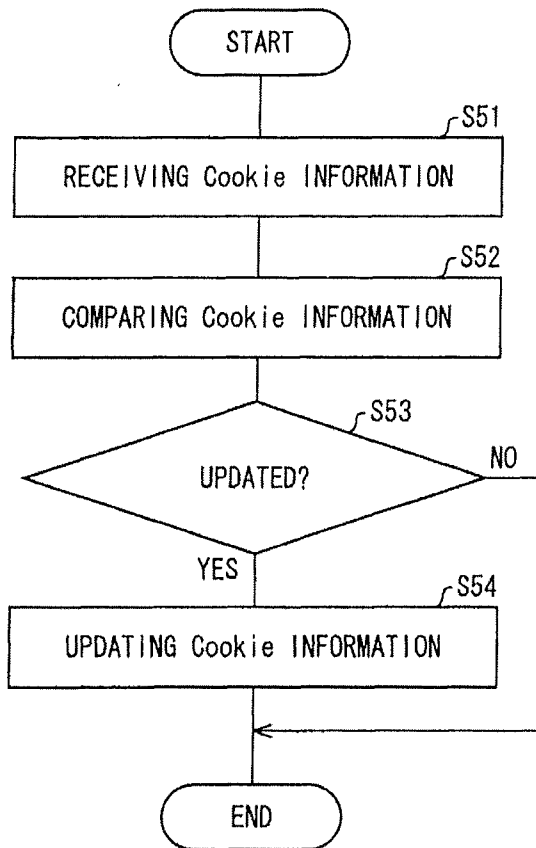 START
S51
RECEIVING Cookie INFORMATION
S52
COMPARING Cookie INFORMATION
S53
UPDATED?
NO
YES
S54
UPDATING Cookie INFORMATION
END